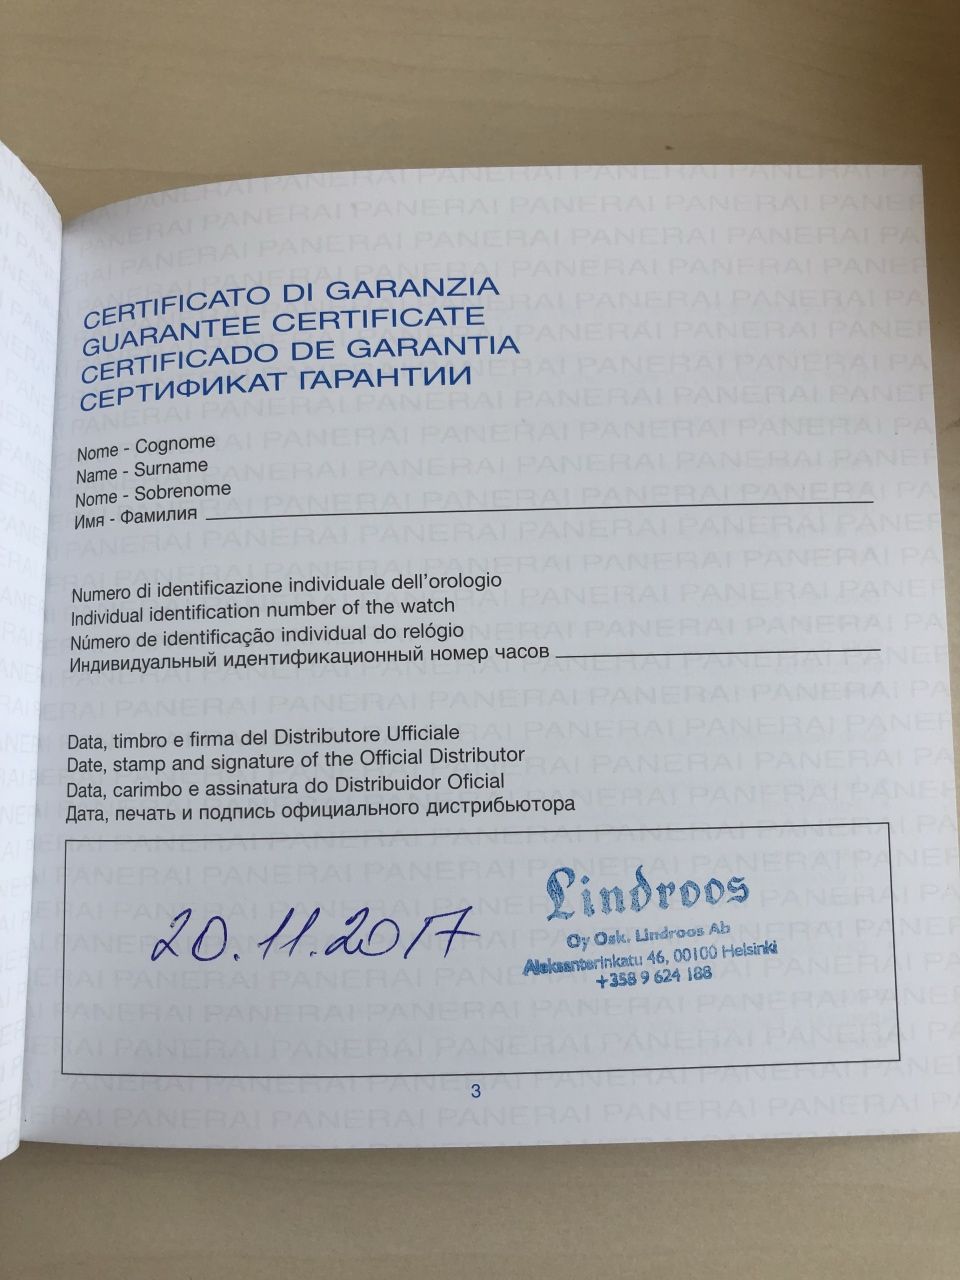 CERTIFICATO DI GARANZIA
GUARANTEE CERTIFICATE
CERTIFICADO DE GARANTIA
СЕРТИФИКАТ ГАРАНТИИ
Nome - Cognome
Name - Surname
Nome - Sobrenome
Имя - Фамилия
Numero di identificazione individuale dell'orologio
Individual identification number of the watch
Número de identificação individual do relógio
Индивидуальный идентификационный номер часов
Data, timbro e firma del Distributore Ufficiale
Date, stamp and signature of the Official Distributor
Data, carimbo e assinatura do Distribuidor Oficial
Дата, печать и подпись официального дистрибьютора
20.11.2017
Lindroos
Oy Osk. Lindroos Ab
Aleksanterinkatu 46, 00100 Helsinki
+358 9 624 188
3